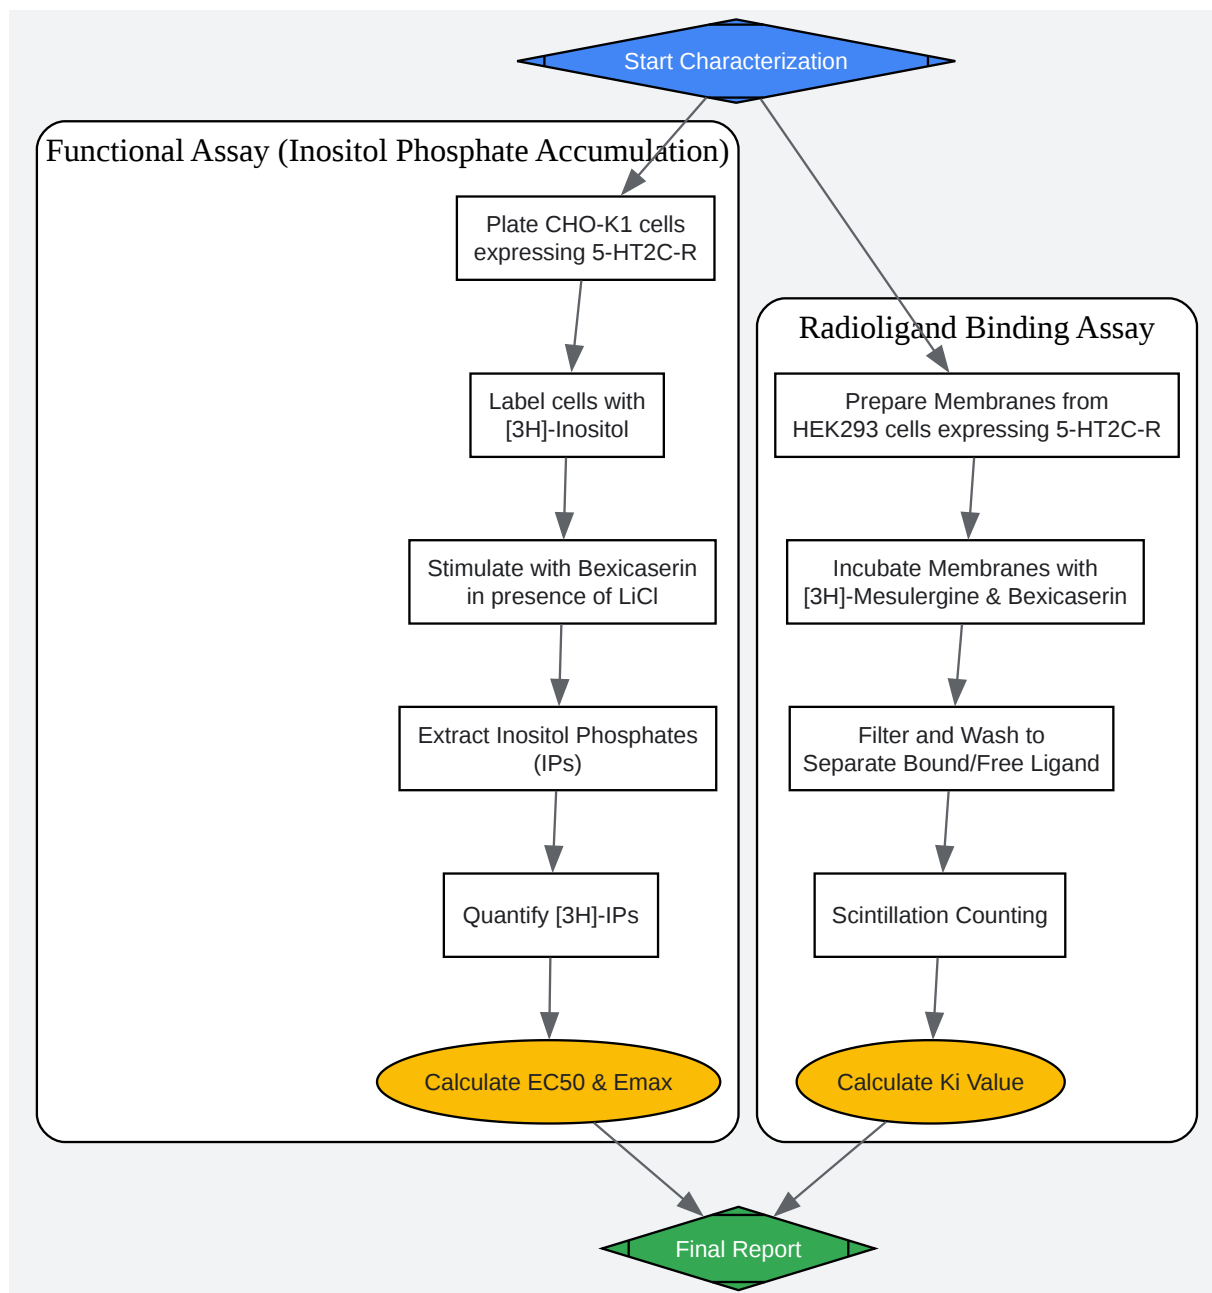 Start Characterization
Functional Assay (Inositol Phosphate Accumulation)
Plate CHO-K1 cells
expressing 5-HT2C-R
Label cells with
[3H]-Inositol
Stimulate with Bexicaserin
in presence of LiCl
Extract Inositol Phosphates
(IPs)
Quantify [3H]-IPs
Calculate EC50 & Emax
Radioligand Binding Assay
Prepare Membranes from
HEK293 cells expressing 5-HT2C-R
Incubate Membranes with
[3H]-Mesulergine & Bexicaserin
Filter and Wash to
Separate Bound/Free Ligand
Scintillation Counting
Calculate Ki Value
Final Report